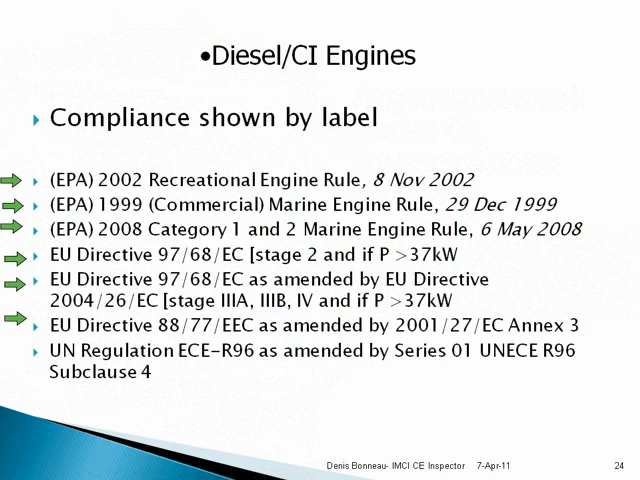 •Diesel/CI Engines
Compliance shown by label
(EPA) 2002 Recreational Engine Rule, 8 Nov 2002
(EPA) 1999 (Commercial) Marine Engine Rule, 29 Dec 1999
(EPA) 2008 Category 1 and 2 Marine Engine Rule, 6 May 2008
EU Directive 97/68/EC [stage 2 and if P >37kW
EU Directive 97/68/EC as amended by EU Directive
2004/26/EC [stage IIIA, IIIB, IV and if P >37kW
EU Directive 88/77/EEC as amended by 2001/27/EC Annex 3
UN Regulation ECE-R96 as amended by Series 01 UNECE R96
Subclause 4
Denis Bonneau- IMCI CE Inspector 7-Apr-11 24